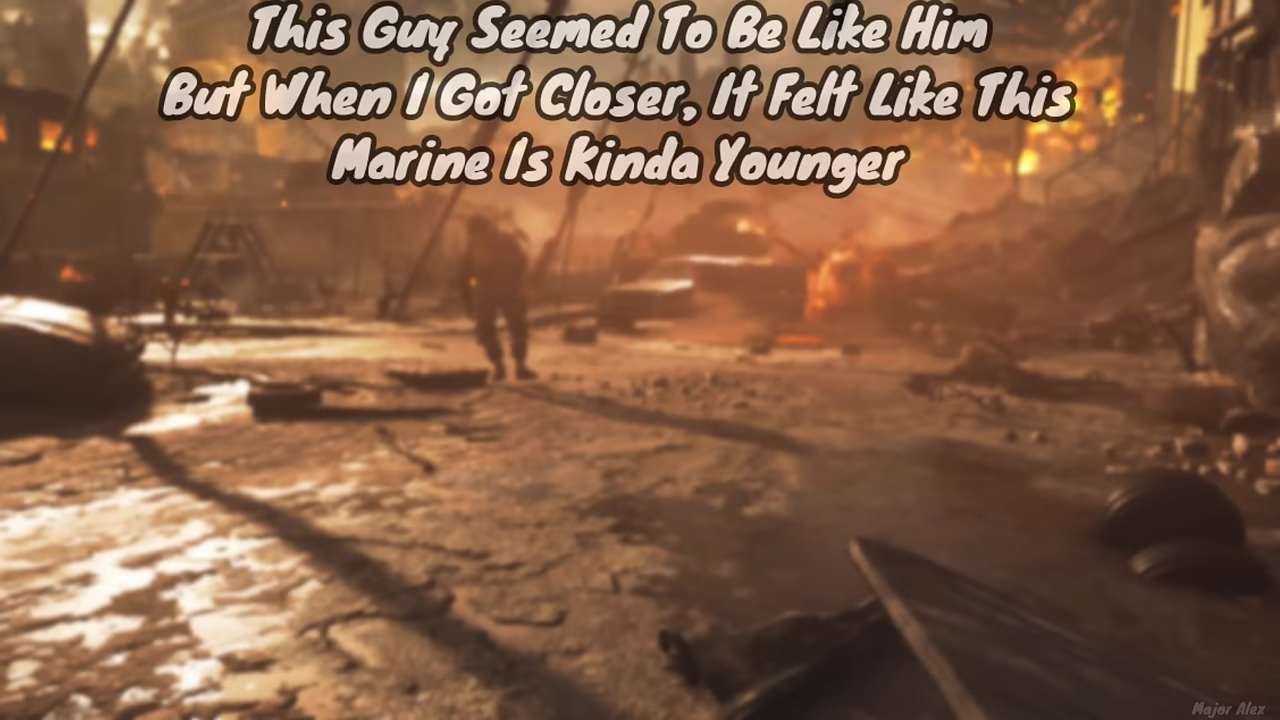 This Guy Seemed To Be Like Him
But When I Got Closer, It Felt Like This
Marine Is Kinda Younger
Major Alex